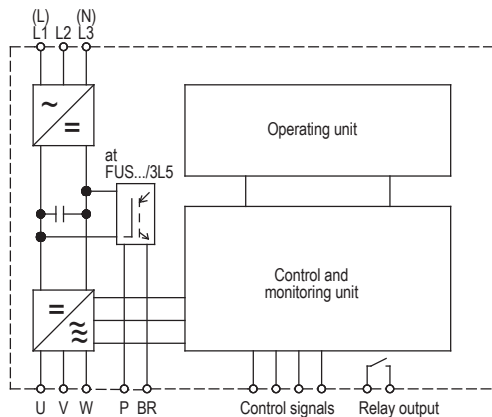 (L) (N)
L1 L2 L3
Operating unit
at
FUS.../3L5
Control and
monitoring unit
U V W P BR Control signals Relay output